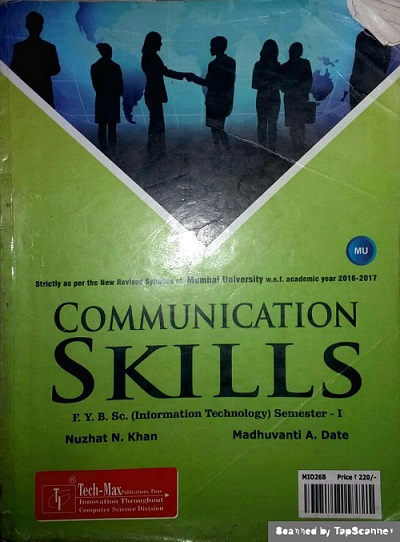 MU
Strictly as per the New Revised Syllabus of Mumbai University w.e.f. academic year 2016-2017
COMMUNICATION
SKILLS
F. Y. B. Sc. (Information Technology) Semester - I
Nuzhat N. Khan
Madhuvanti A. Date
Tech-Max Publications, Pune
Innovation Throughout
Computer Science Division
MIO26B Price ₹ 220/-
Scanned by TapScanner